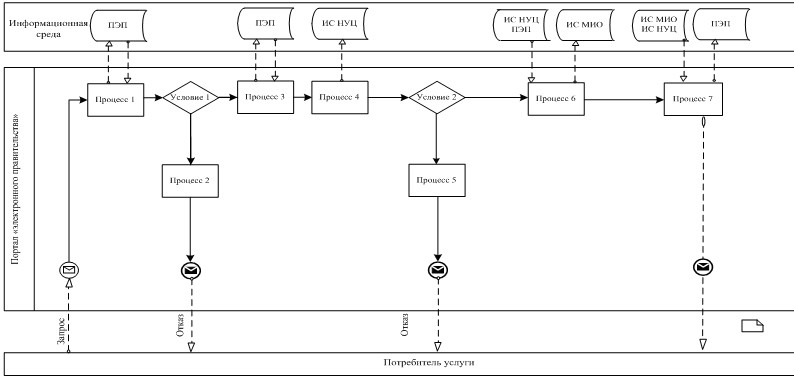 Информационная
среда
ПЭП
ПЭП
ИС НУЦ
ИС НУЦ
ПЭП
ИС МИО
ИС МИО
ИС НУЦ
ПЭП
Портал «электронного правительства»
Процесс 1
Условие 1
Процесс 3
Процесс 4
Условие 2
Процесс 6
Процесс 7
Процесс 2
Процесс 5
Запрос
Отказ
Отказ
Потребитель услуги